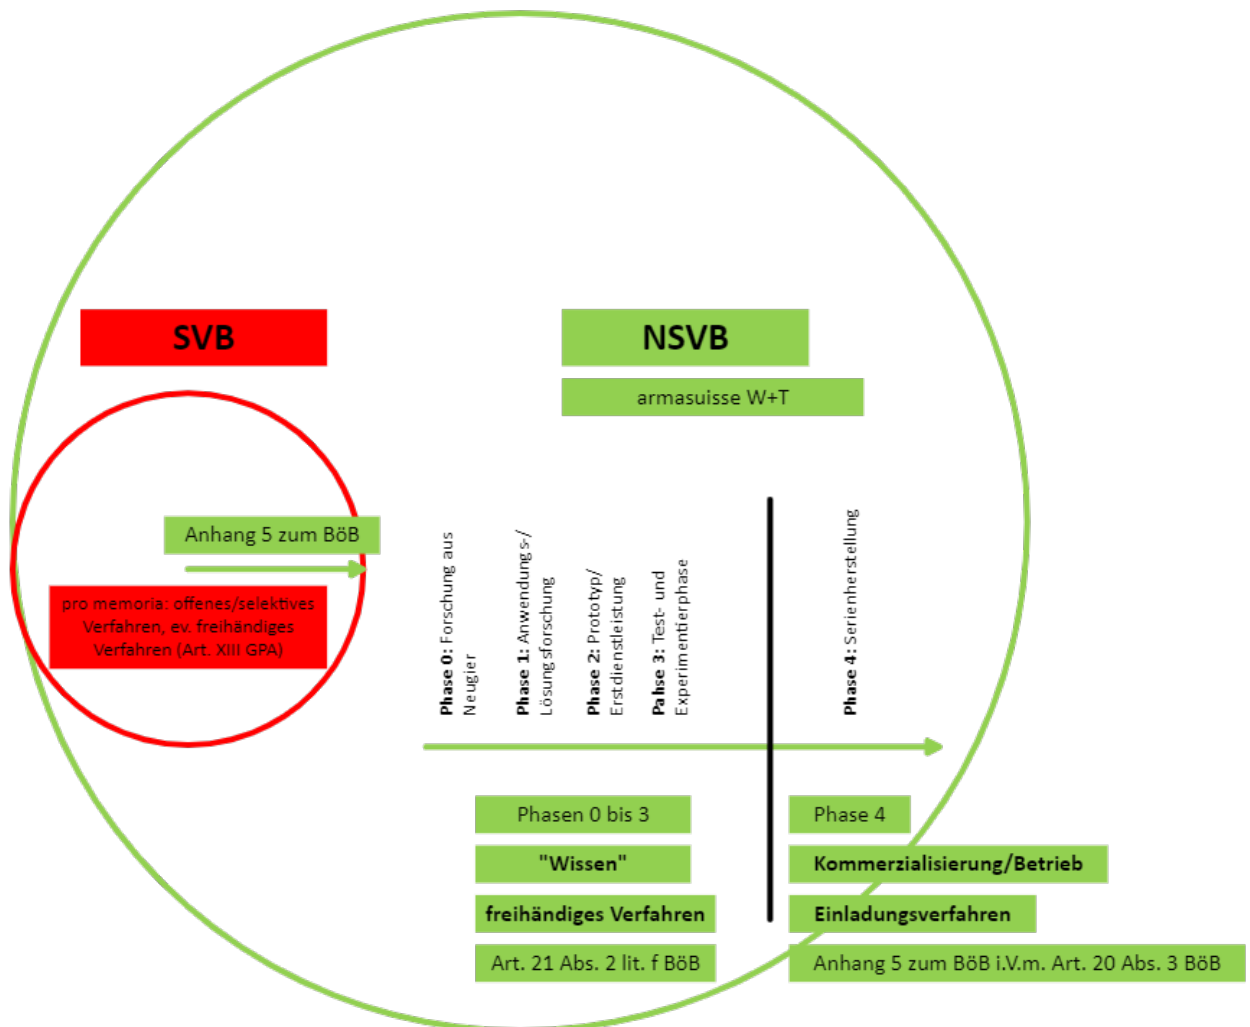 SVB
NSVB
armasuisse W+T
Anhang 5 zum BöB
pro memoria: offenes/selektives
Verfahren, ev. freihändiges
Verfahren (Art. XIII GPA)
Phase 0: Forschung aus
Neugier
Phase 1: Anwendungs-/
Lösungsforschung
Phase 2: Prototyp/
Erstdienstleistung
Pahse 3: Test- und
Experimentierphase
Phase 4: Serienherstellung
Phasen 0 bis 3
"Wissen"
freihändiges Verfahren
Art. 21 Abs. 2 lit. f BöB
Phase 4
Kommerzialisierung/Betrieb
Einladungsverfahren
Anhang 5 zum BöB i.V.m. Art. 20 Abs. 3 BöB